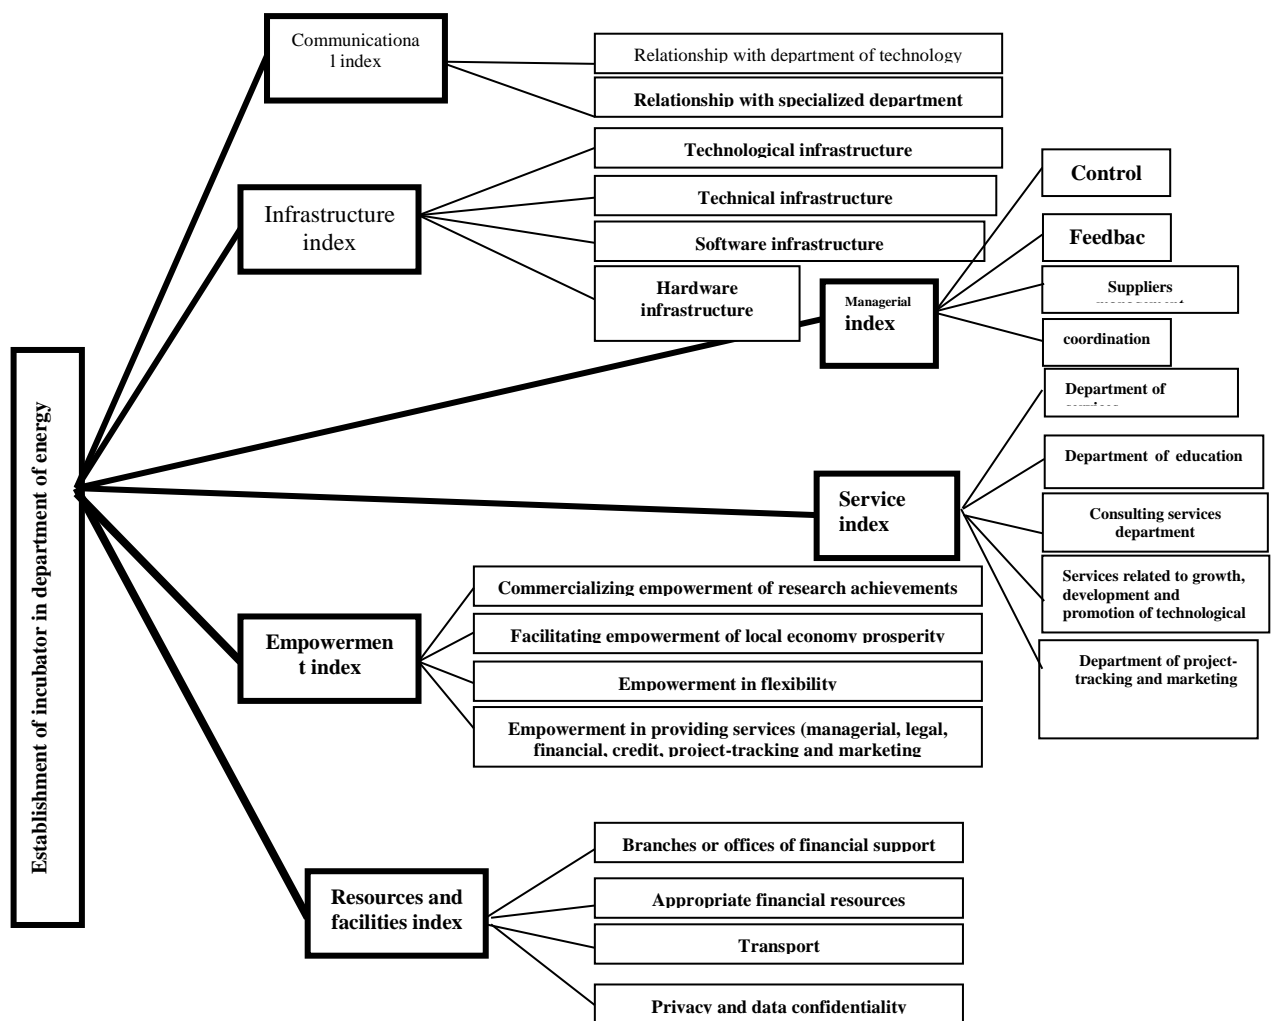 Communicationa
l index
Relationship with department of technology
Relationship with specialized department
Infrastructure
index
Technological infrastructure
Technical infrastructure
Software infrastructure
Hardware
infrastructure
Managerial
index
Control
Feedbac
Suppliers
management
coordination
Establishment of incubator in department of energy
Service
index
Department of
services
Department of education
Consulting services
department
Services related to growth,
development and
promotion of technological
Department of project-
tracking and marketing
Empowermen
t index
Commercializing empowerment of research achievements
Facilitating empowerment of local economy prosperity
Empowerment in flexibility
Empowerment in providing services (managerial, legal,
financial, credit, project-tracking and marketing
Resources and
facilities index
Branches or offices of financial support
Appropriate financial resources
Transport
Privacy and data confidentiality